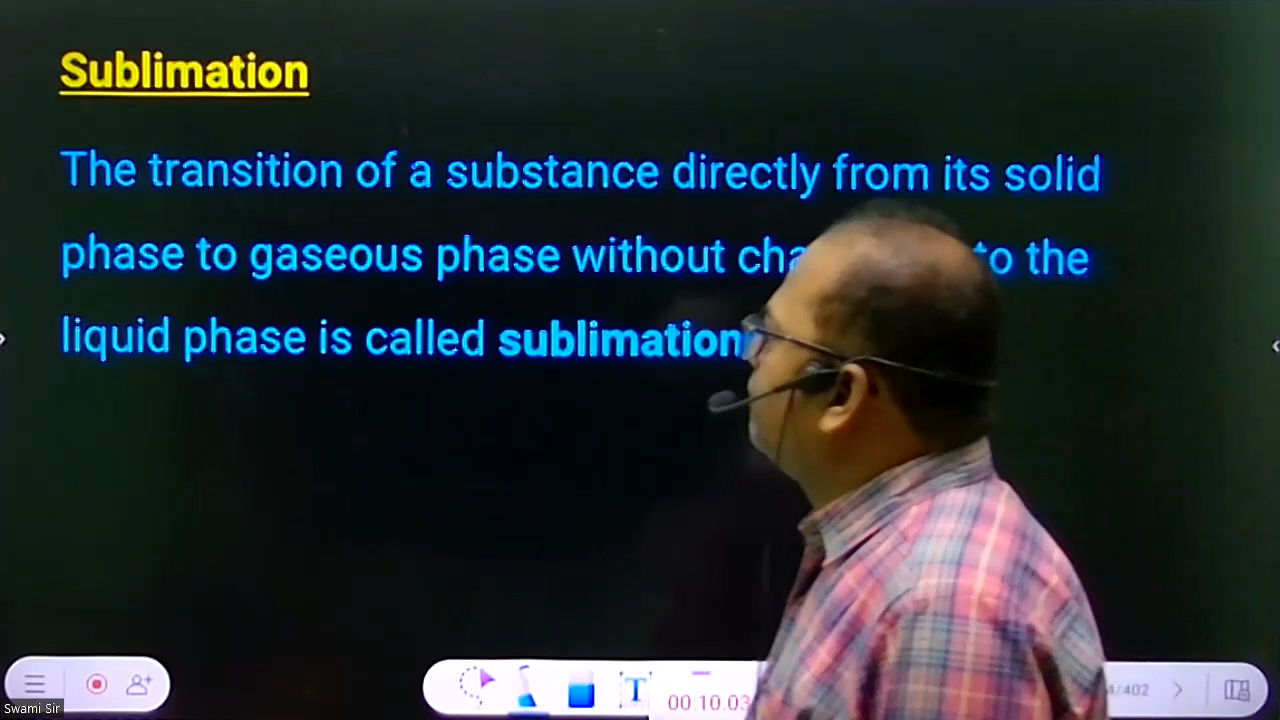 Sublimation
The transition of a substance directly from its solid
phase to gaseous phase without to the
liquid phase is called sublimation
T
00.10.03
/402
Swami Sir